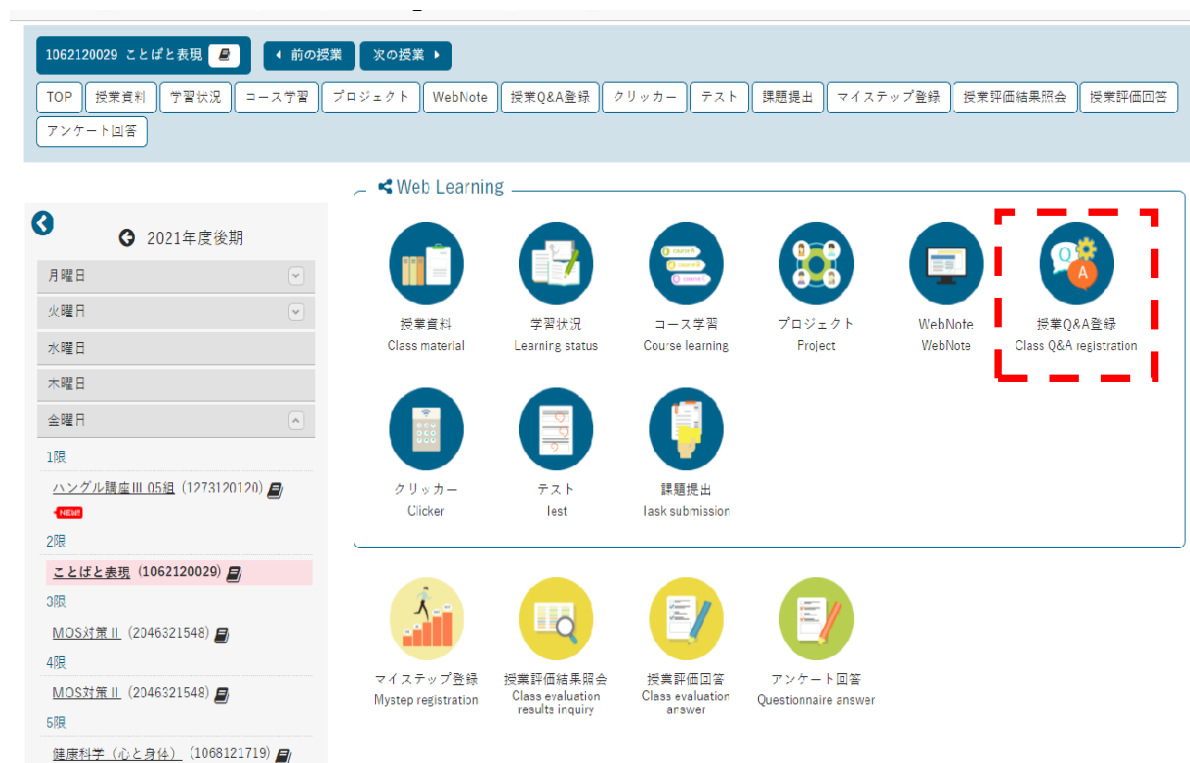 1062120029 ことばと表現
前の授業 次の授業
TOP 授業資料 学習状況 コース学習 プロジェクト WebNote 授業Q&A登録 クリッカー テスト 課題提出 マイステップ登録 授業評価結果照会 授業評価回答
アンケート回答
2021年度後期
月曜日
火曜日
水曜日
木曜日
金曜日
1限
ハングル講座III 05組 (1273120120)
NEW!
2限
ことばと表現 (1062120029)
3限
MOS対策II (2046321548)
4限
MOS対策II (2046321548)
5限
健康科学（心と身体） (1068121719)
Web Learning
授業資料
Class material
学習状況
Learning status
コース学習
Course learning
プロジェクト
Project
WebNote
WebNote
Q
A
授業Q&A登録
Class Q&A registration
クリッカー
Clicker
テスト
Test
課題提出
Task submission
マイステップ登録
Mystep registration
授業評価結果照会
Class evaluation
results inquiry
授業評価回答
Class evaluation
answer
アンケート回答
Questionnaire answer